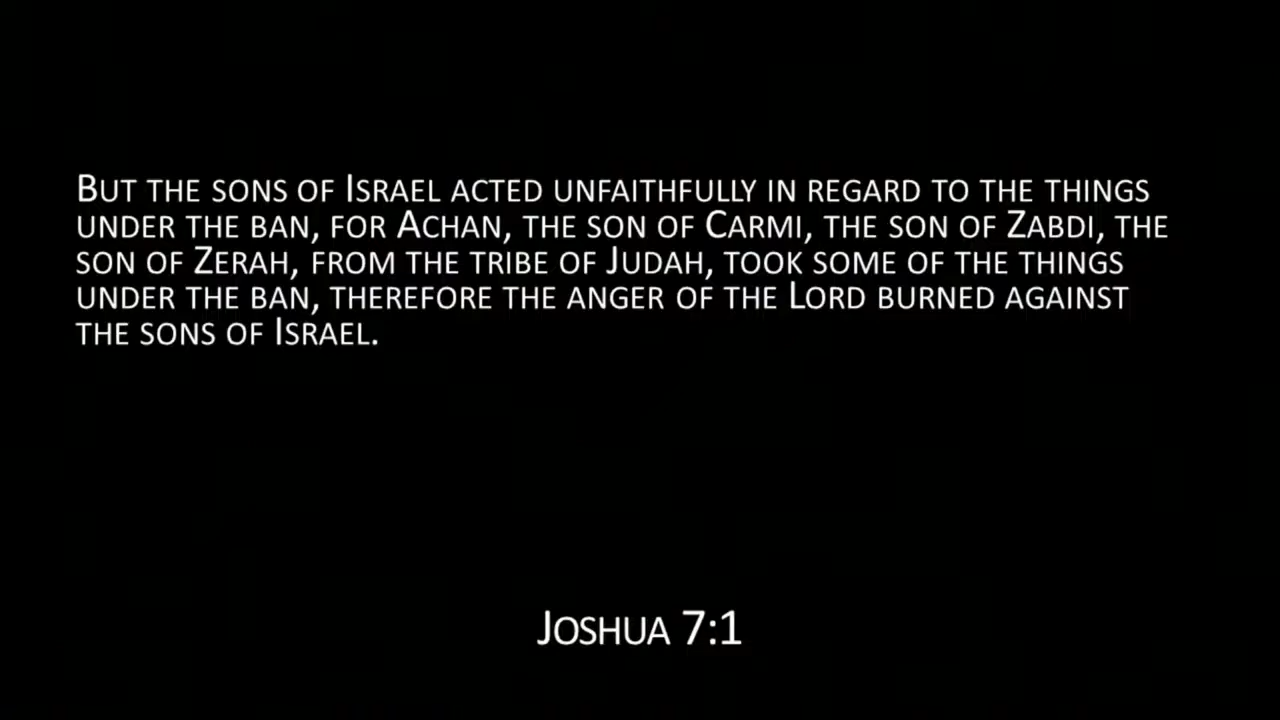 But the sons of Israel acted unfaithfully in regard to the things
under the ban, for Achan, the son of Carmi, the son of Zabdi, the
son of Zerah, from the tribe of Judah, took some of the things
under the ban, therefore the anger of the Lord burned against
the sons of Israel.
Joshua 7:1